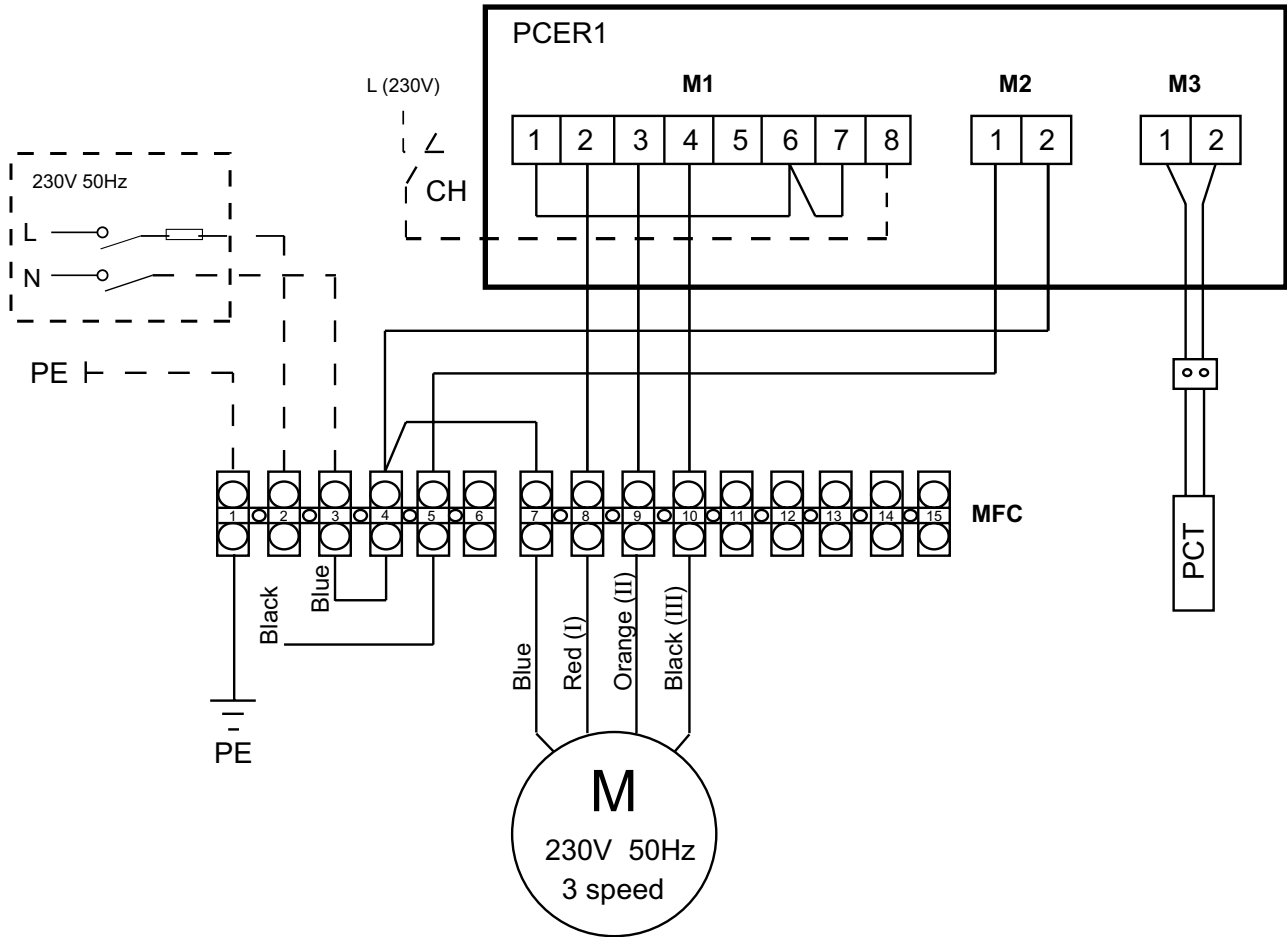 PCER1
L (230V)
M1
M2
M3
1 2 3 4 5 6 7 8
1 2
1 2
CH
230V 50Hz
L
N
PE
1 2 3 4 5 6 7 8 9 10 11 12 13 14 15
MFC
PCT
Black
Blue
Blue
Red (I)
Orange (II)
Black (III)
PE
M
230V 50Hz
3 speed